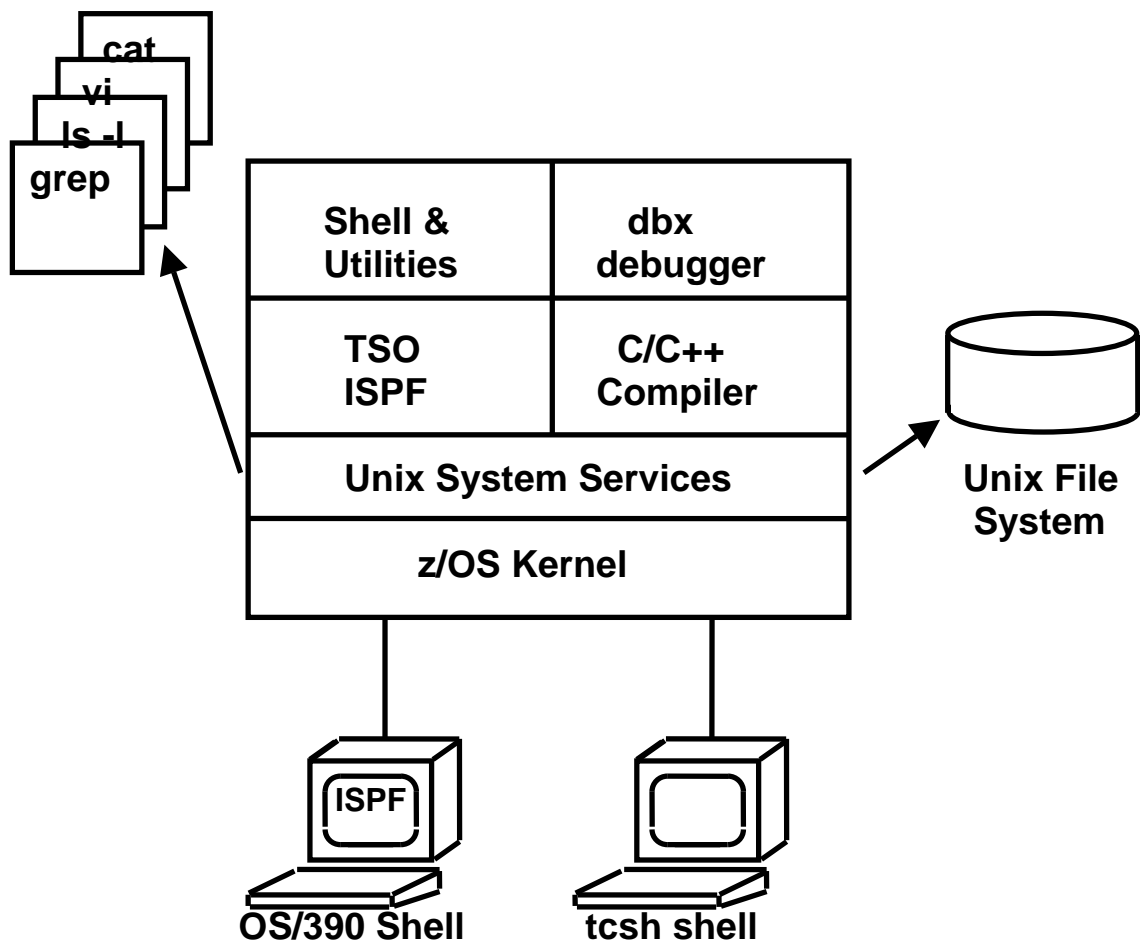 cat
vi
ls -l
grep
Shell &
Utilities
dbx
debugger
TSO
ISPF
C/C++
Compiler
Unix System Services
z/OS Kernel
Unix File
System
ISPF
OS/390 Shell
tcsh shell